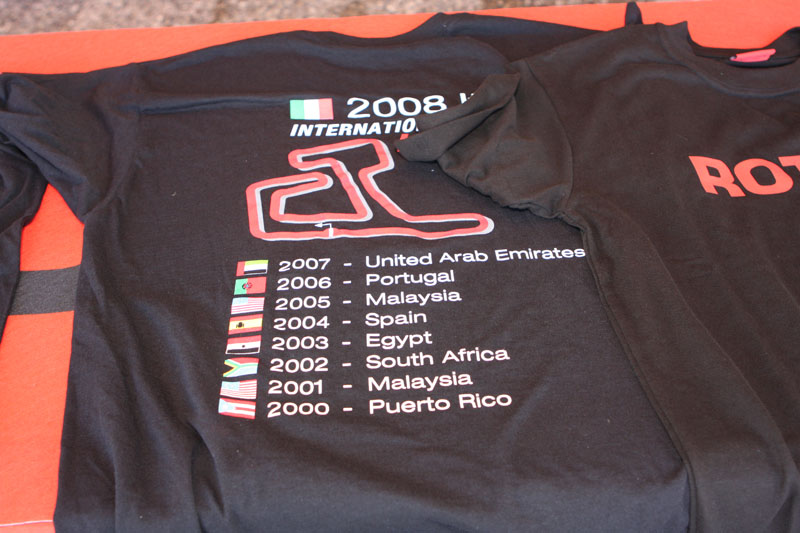 2008
INTERNATIO
2007 - United Arab Emirates
2006 - Portugal
2005 - Malaysia
2004 - Spain
2003 - Egypt
2002 - South Africa
2001 - Malaysia
2000 - Puerto Rico
ROT